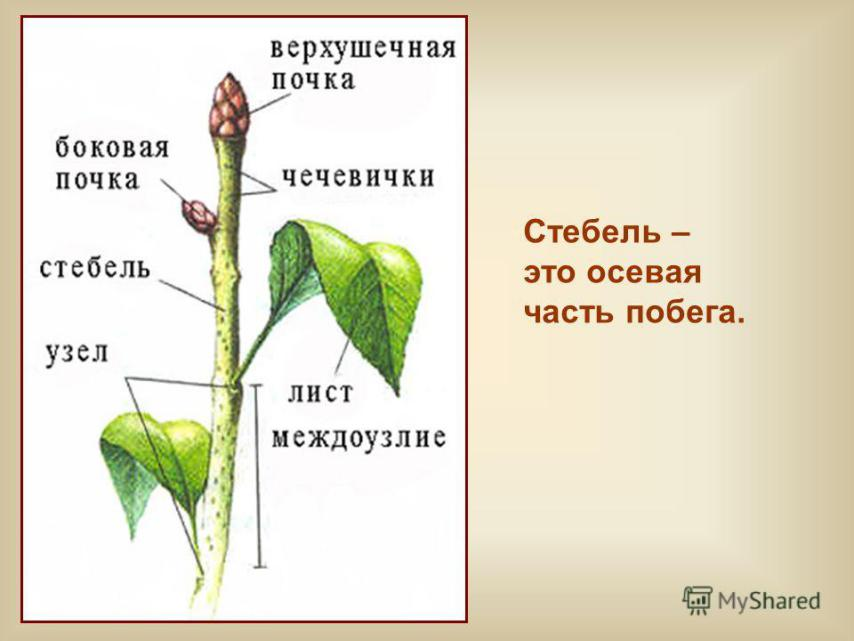 верхушечная
почка
боковая
почка
чечевички
стебель
узел
лист
междоузлие
Стебель –
это осевая
часть побега.
MyShared